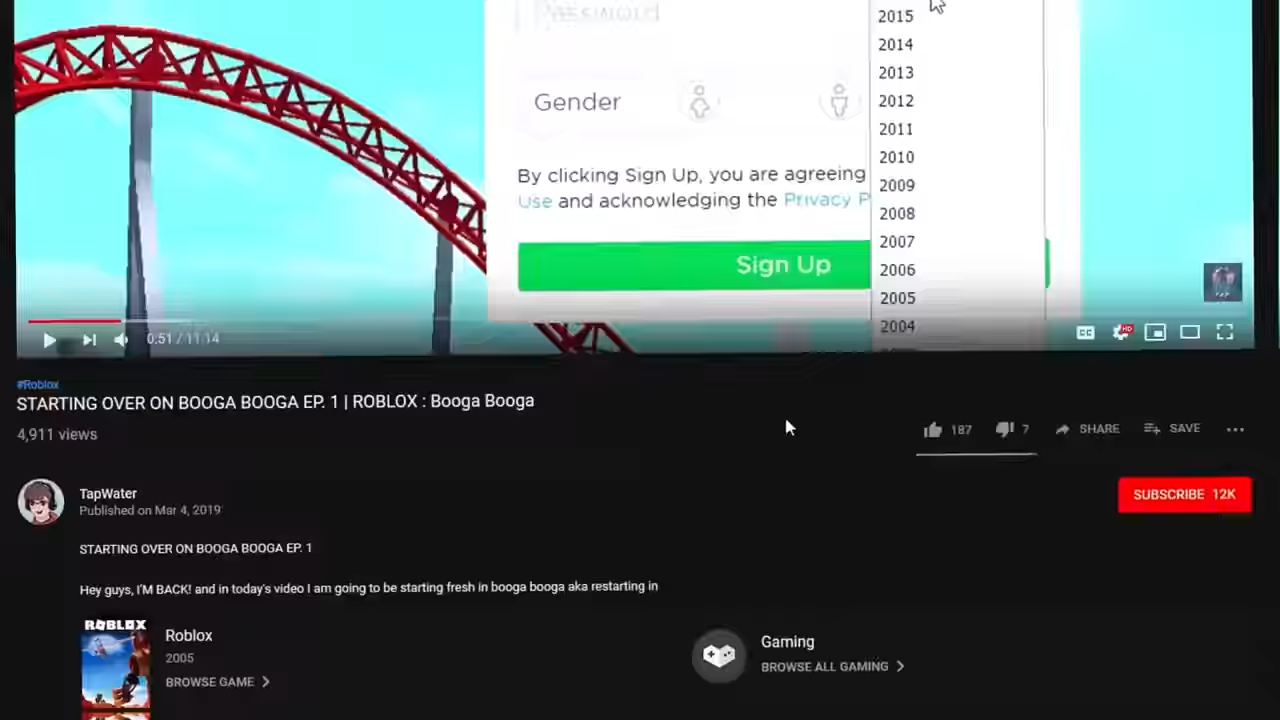 Password
2015
2014
2013
2012
2011
2010
2009
2008
2007
2006
2005
2004
Gender
By clicking Sign Up, you are agreeing
Use and acknowledging the Privacy P
Sign Up
0:51 / 11:14
CC
HD
#Roblox
STARTING OVER ON BOOGA BOOGA EP. 1 | ROBLOX : Booga Booga
4,911 views
187
7
SHARE
SAVE
TapWater
Published on Mar 4, 2019
SUBSCRIBE 12K
STARTING OVER ON BOOGA BOOGA EP. 1
Hey guys, I'M BACK! and in today's video I am going to be starting fresh in booga booga aka restarting in
ROBLOX
Roblox
2005
BROWSE GAME
Gaming
BROWSE ALL GAMING